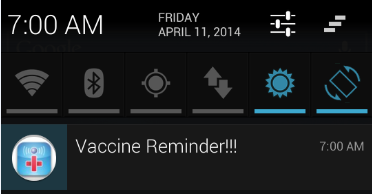 7:00 AM
FRIDAY
APRIL 11, 2014
Vaccine Reminder!!!
7:00 AM